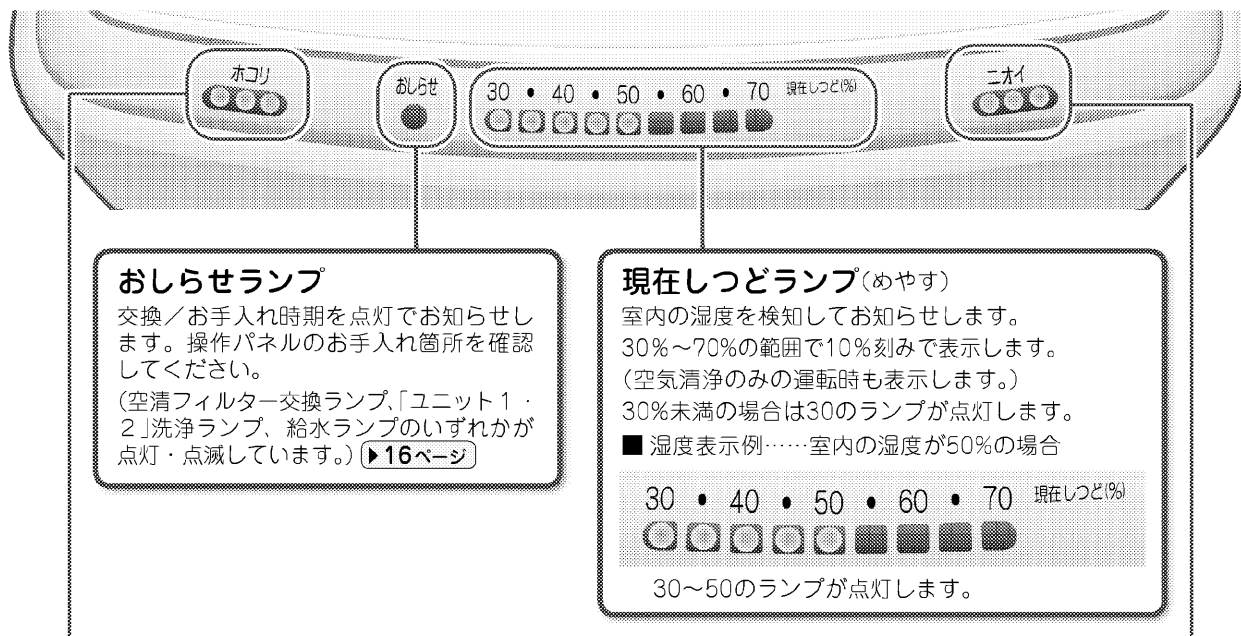 ホコリ
おしらせ
30 • 40 • 50 • 60 • 70 現在しつど(%)
ニオイ
おしらせランプ
交換／お手入れ時期を点灯でお知らせし
ます。操作パネルのお手入れ箇所を確認
してください。
(空清フィルター交換ランプ、「ユニット1・
2」洗浄ランプ、給水ランプのいずれかが
点灯・点滅しています。) ▶16ページ
現在しつどランプ(めやす)
室内の湿度を検知してお知らせします。
30%～70%の範囲で10%刻みで表示します。
(空気清浄のみの運転時も表示します。)
30%未満の場合は30のランプが点灯します。
■ 湿度表示例……室内の湿度が50%の場合
30 • 40 • 50 • 60 • 70 現在しつど(%)
30～50のランプが点灯します。